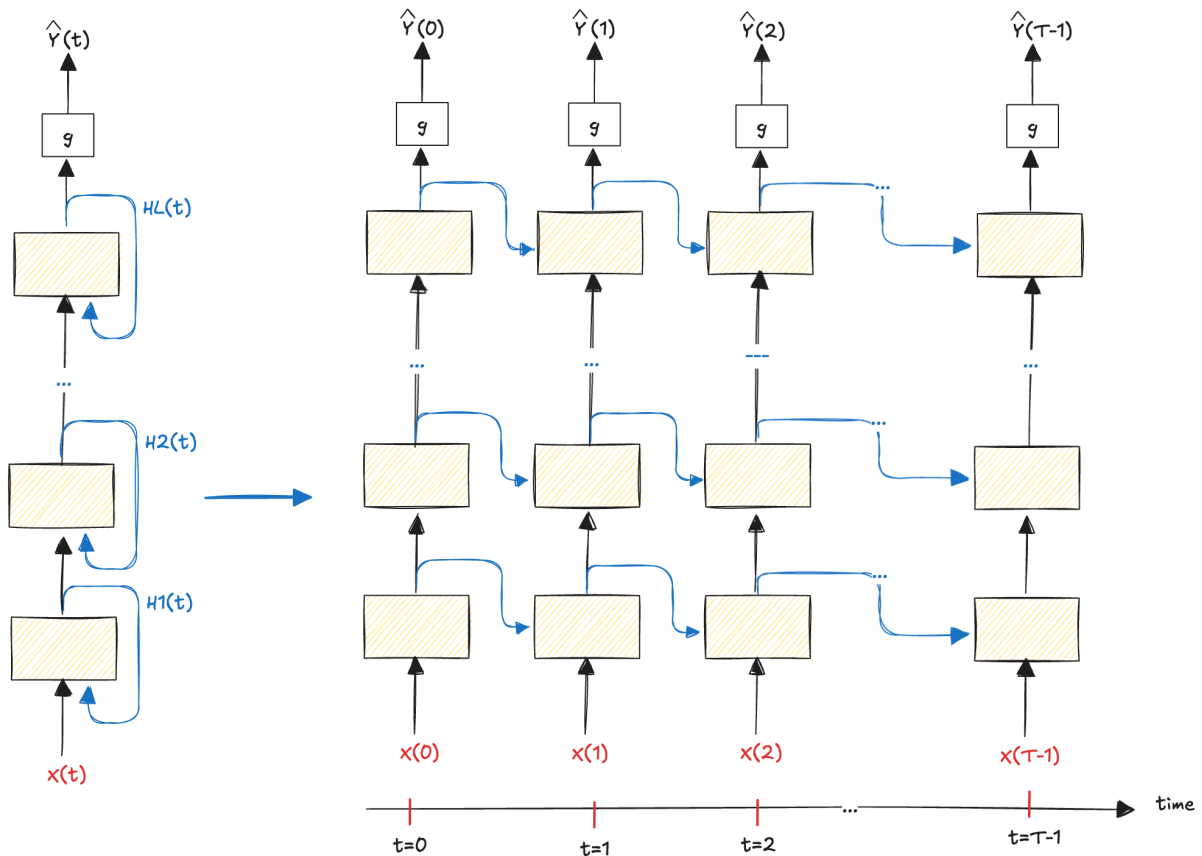 Ŷ(t)
g
HL(t)
...
H2(t)
H1(t)
x(t)
Ŷ(0) Ŷ(1) Ŷ(2) Ŷ(T-1)
g g g g
...
... ... --- ...
...
...
x(0) x(1) x(2) x(T-1)
... time
t=0 t=1 t=2 t=T-1